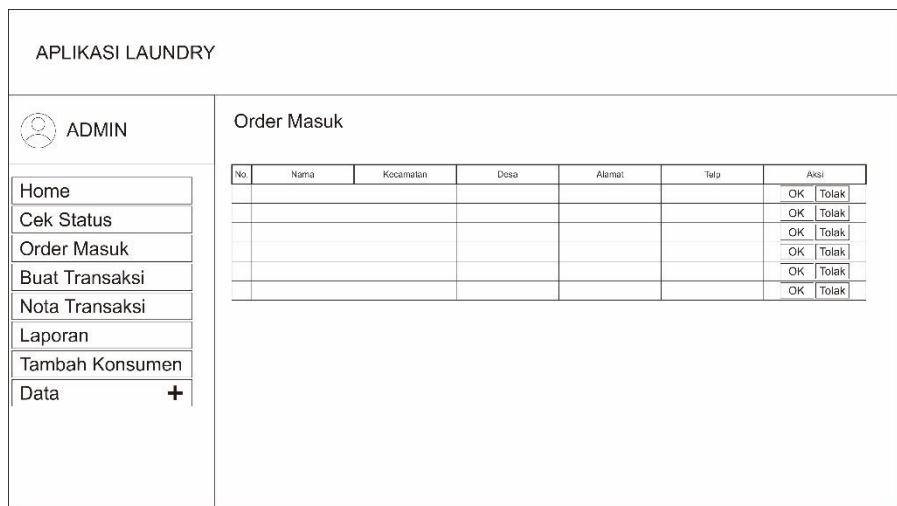 APLIKASI LAUNDRY
ADMIN
Home
Cek Status
Order Masuk
Buat Transaksi
Nota Transaksi
Laporan
Tambah Konsumen
Data +
Order Masuk
No. Nama Kecamatan Desa Alamat Telp Aksi
OK Tolak
OK Tolak
OK Tolak
OK Tolak
OK Tolak
OK Tolak